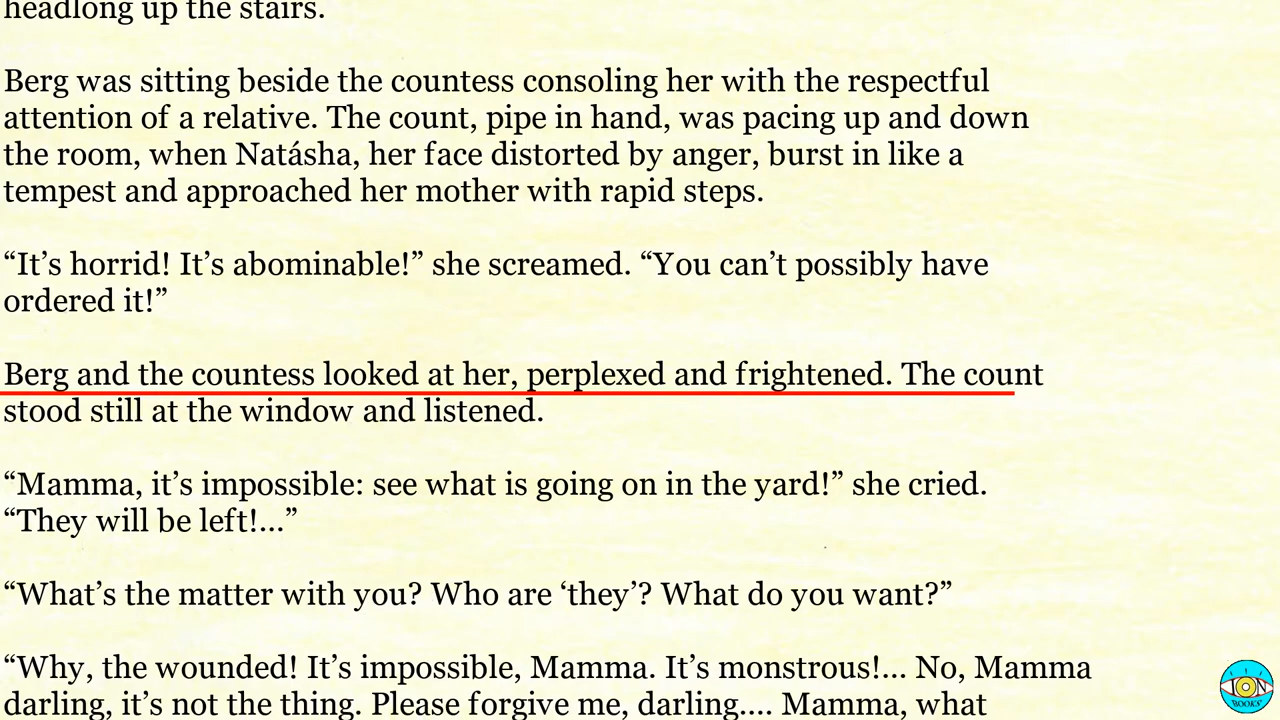 headlong up the stairs.
Berg was sitting beside the countess consoling her with the respectful
attention of a relative. The count, pipe in hand, was pacing up and down
the room, when Natásha, her face distorted by anger, burst in like a
tempest and approached her mother with rapid steps.
“It’s horrid! It’s abominable!” she screamed. “You can’t possibly have
ordered it!”
Berg and the countess looked at her, perplexed and frightened. The count
stood still at the window and listened.
“Mamma, it’s impossible: see what is going on in the yard!” she cried.
“They will be left!...”
“What’s the matter with you? Who are ‘they’? What do you want?”
“Why, the wounded! It’s impossible, Mamma. It’s monstrous!... No, Mamma
darling, it’s not the thing. Please forgive me, darling.... Mamma, what
I
ION
BOOKS